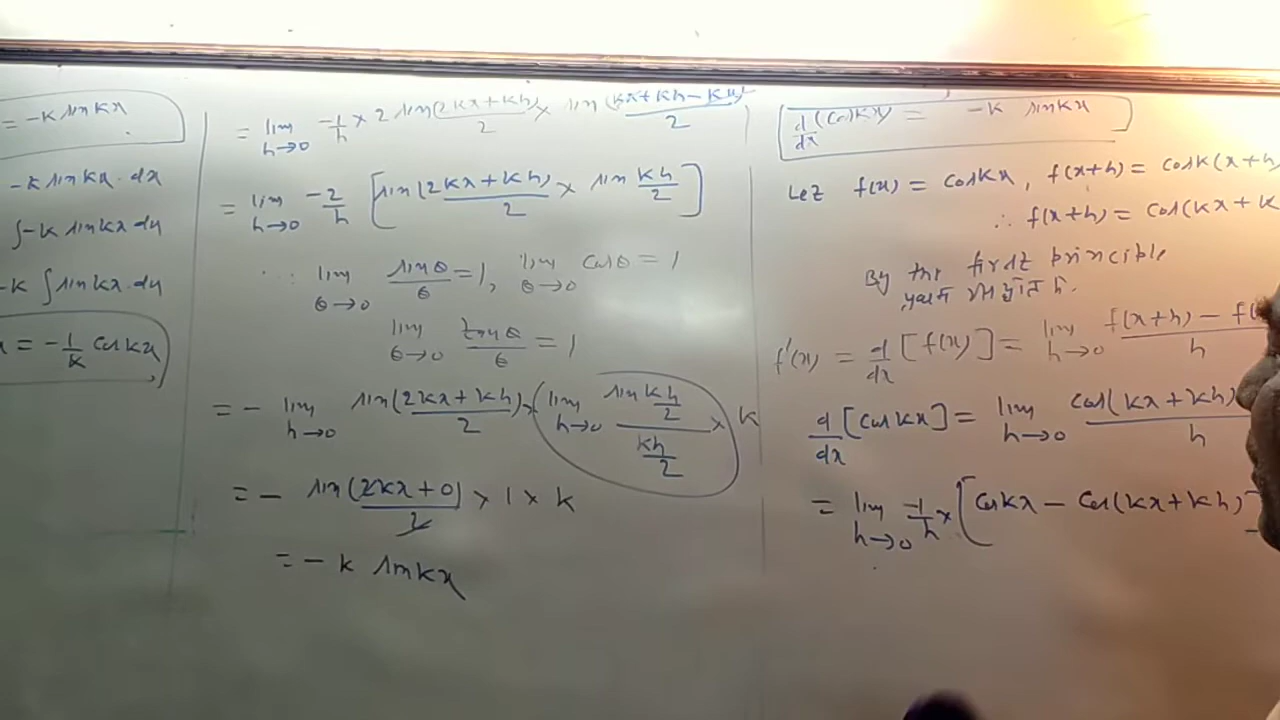 = -k sinkx
-k sinkx·dx
∫-k sinkx dx
-k ∫sinkx·dx
= -1/k coskx
= lim h→0 -1/h × 2 sin(2kx+kh)/2 × sin(kx+kh-kx)/2
= lim h→0 -2/h [sin(2kx+kh)/2 × sin kh/2]
∵ lim θ→0 sinθ/θ = 1, lim θ→0 cosθ = 1
lim θ→0 tanθ/θ = 1
= - lim h→0 sin(2kx+kh)/2 × (lim h→0 sin kh/2 / kh/2 × k
= - sin(2kx+0)/2 × 1 × k
= -k sinkx
d/dx (coskx) = -k sinkx
Let f(x) = coskx, f(x+h) = cosk(x+h
∴ f(x+h) = cos(kx+k
By the first principle
f'(x) = d/dx [f(x)] = lim h→0 f(x+h) - f( / h
d/dx [coskx] = lim h→0 cos(kx+kh) / h
= lim h→0 -1/h × [coskx - cos(kx+kh)